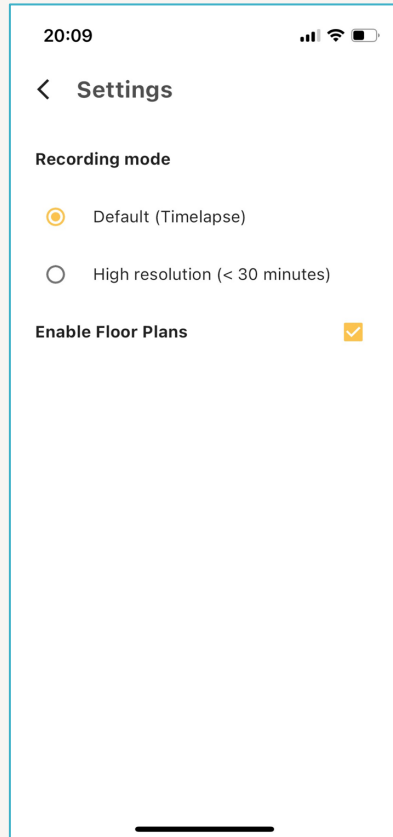 20:09
Settings
Recording mode
Default (Timelapse)
High resolution (< 30 minutes)
Enable Floor Plans